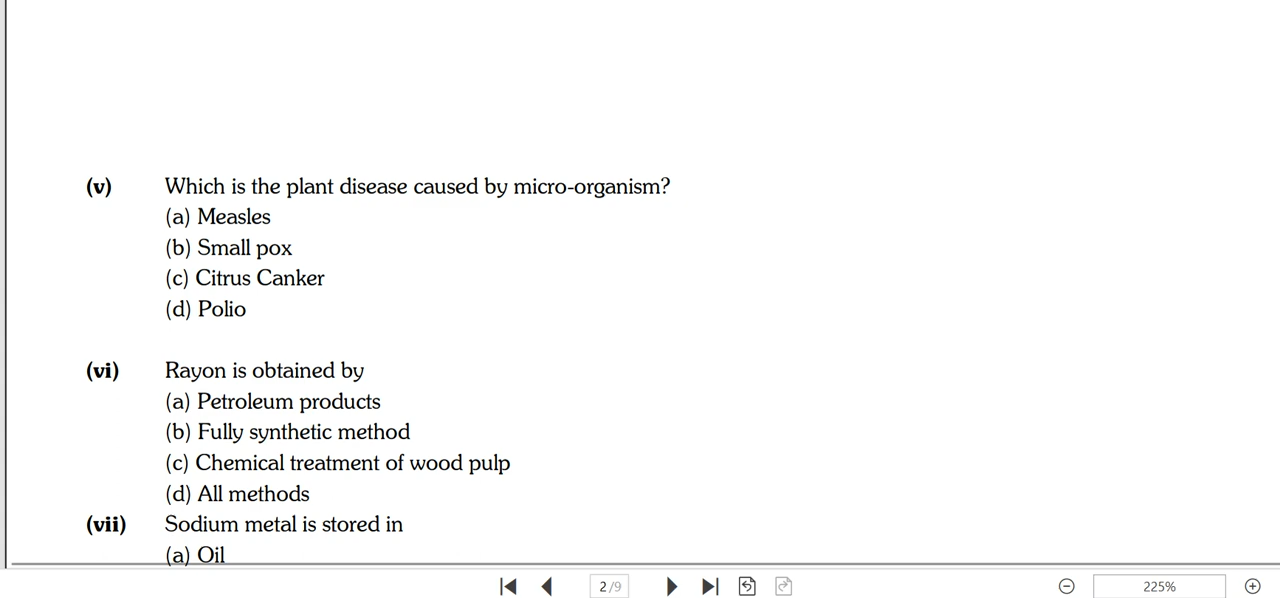 (v) Which is the plant disease caused by micro-organism?
(a) Measles
(b) Small pox
(c) Citrus Canker
(d) Polio
(vi) Rayon is obtained by
(a) Petroleum products
(b) Fully synthetic method
(c) Chemical treatment of wood pulp
(d) All methods
(vii) Sodium metal is stored in
(a) Oil
2 /9 225%